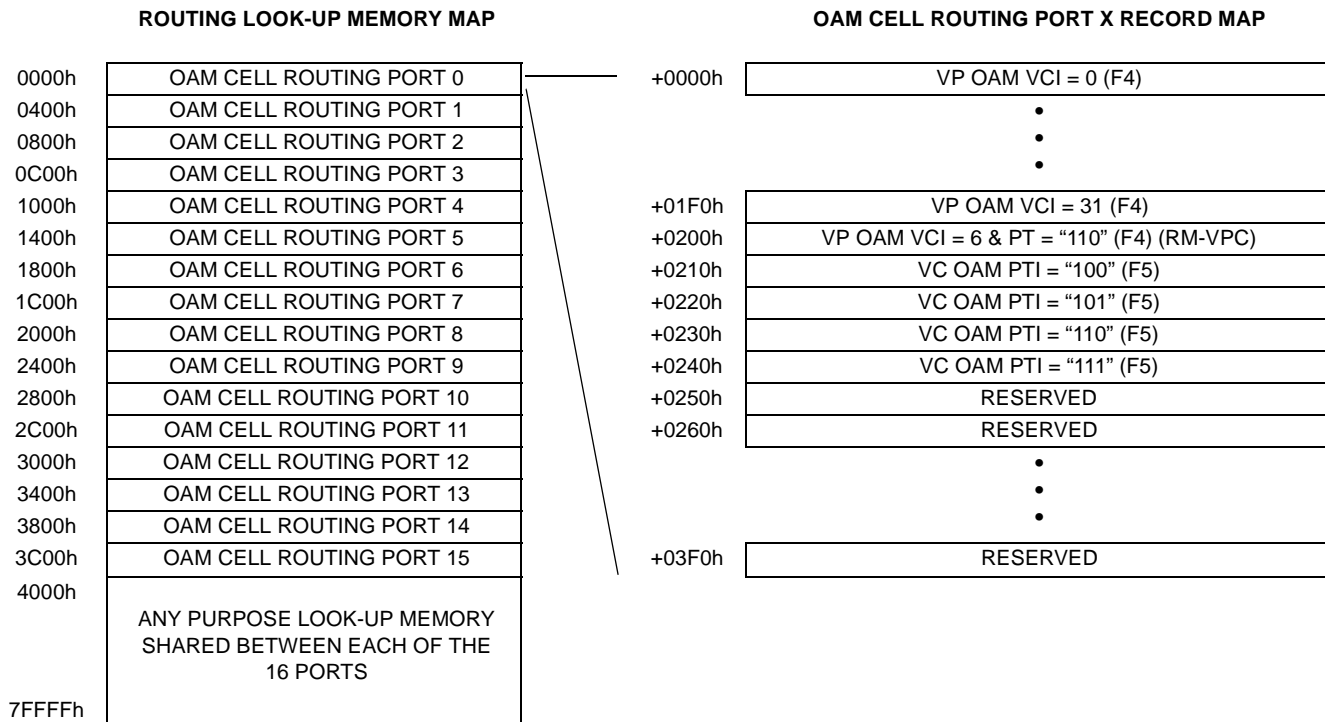 ROUTING LOOK-UP MEMORY MAP
OAM CELL ROUTING PORT X RECORD MAP
0000h OAM CELL ROUTING PORT 0
0400h OAM CELL ROUTING PORT 1
0800h OAM CELL ROUTING PORT 2
0C00h OAM CELL ROUTING PORT 3
1000h OAM CELL ROUTING PORT 4
1400h OAM CELL ROUTING PORT 5
1800h OAM CELL ROUTING PORT 6
1C00h OAM CELL ROUTING PORT 7
2000h OAM CELL ROUTING PORT 8
2400h OAM CELL ROUTING PORT 9
2800h OAM CELL ROUTING PORT 10
2C00h OAM CELL ROUTING PORT 11
3000h OAM CELL ROUTING PORT 12
3400h OAM CELL ROUTING PORT 13
3800h OAM CELL ROUTING PORT 14
3C00h OAM CELL ROUTING PORT 15
4000h
ANY PURPOSE LOOK-UP MEMORY
SHARED BETWEEN EACH OF THE
16 PORTS
7FFFFh
+0000h VP OAM VCI = 0 (F4)
•
•
•
+01F0h VP OAM VCI = 31 (F4)
+0200h VP OAM VCI = 6 & PT = “110” (F4) (RM-VPC)
+0210h VC OAM PTI = “100” (F5)
+0220h VC OAM PTI = “101” (F5)
+0230h VC OAM PTI = “110” (F5)
+0240h VC OAM PTI = “111” (F5)
+0250h RESERVED
+0260h RESERVED
•
•
•
+03F0h RESERVED